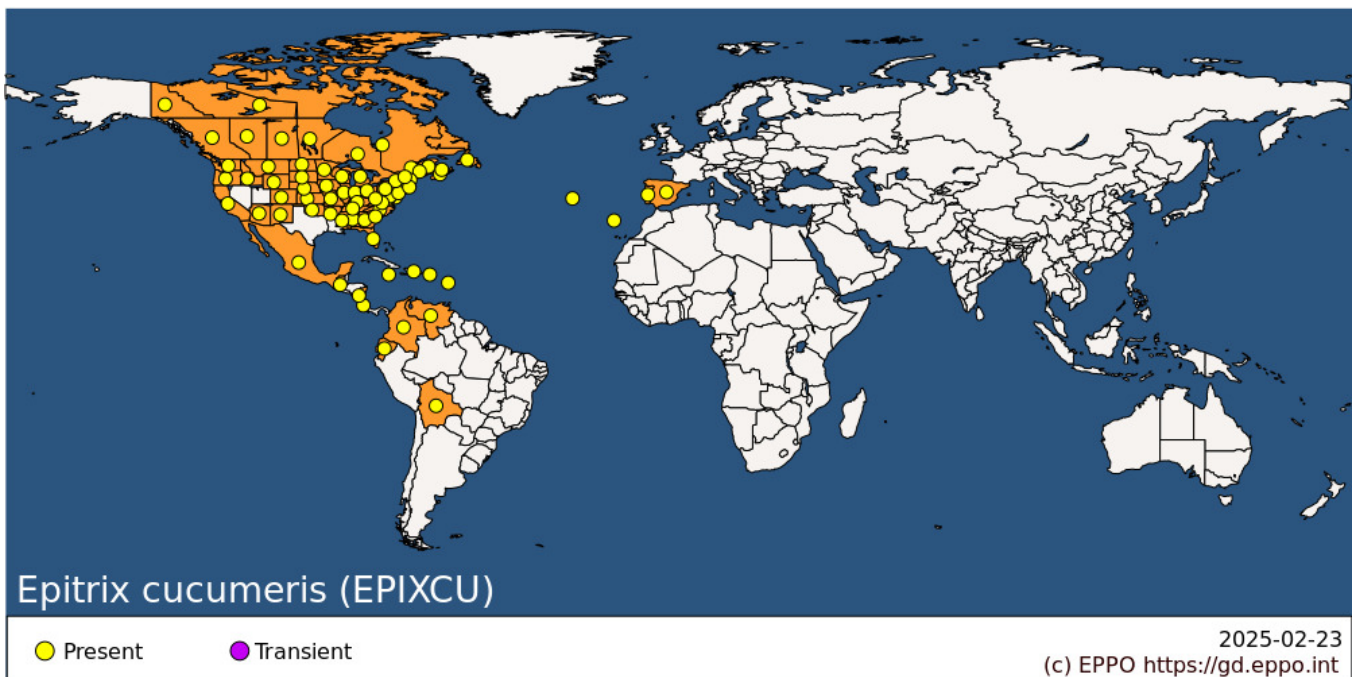 Epitrix cucumeris (EPIXCU)
Present
Transient
2025-02-23
(c) EPPO https://gd.eppo.int